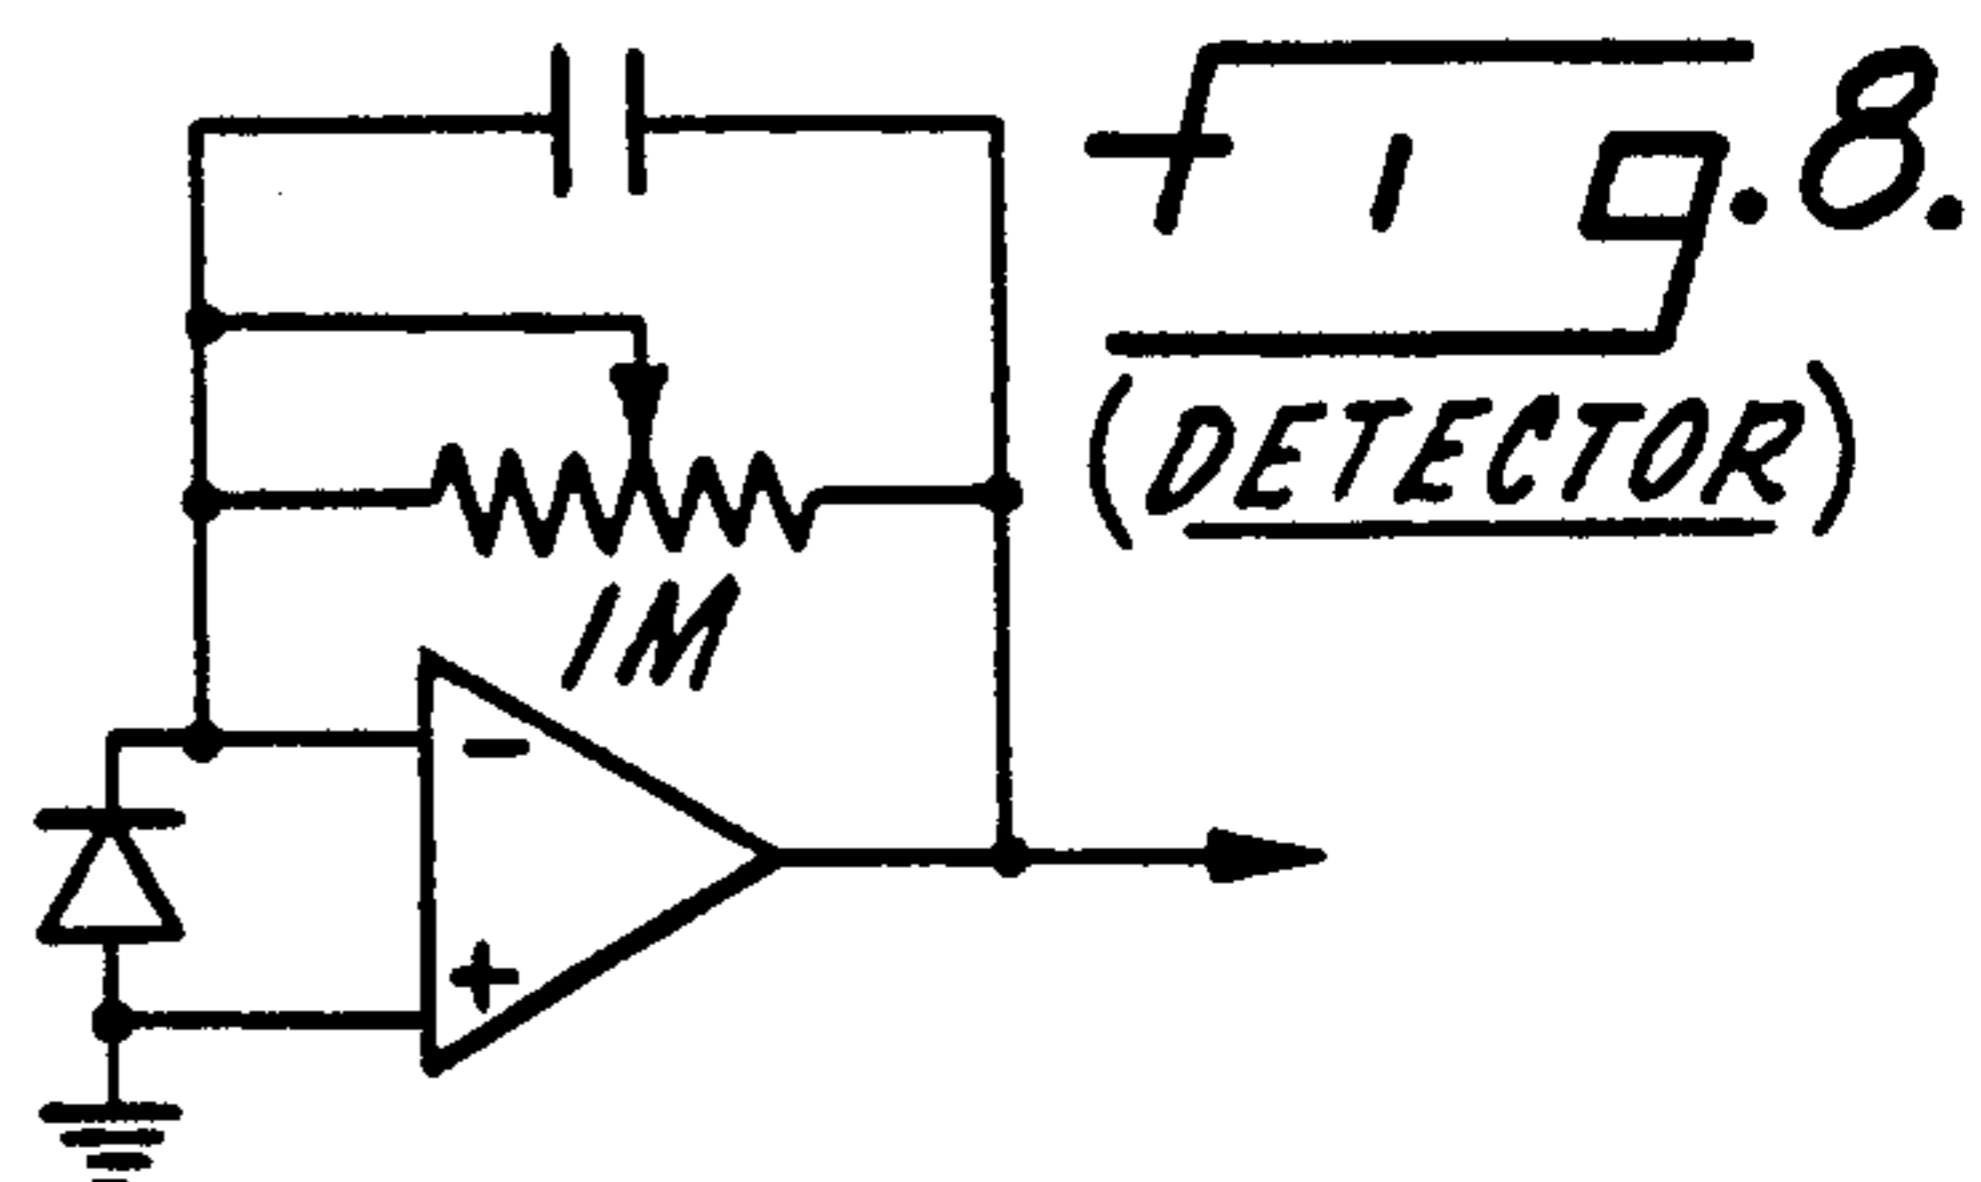 Fig. 8.
(DETECTOR)
1M
-
+